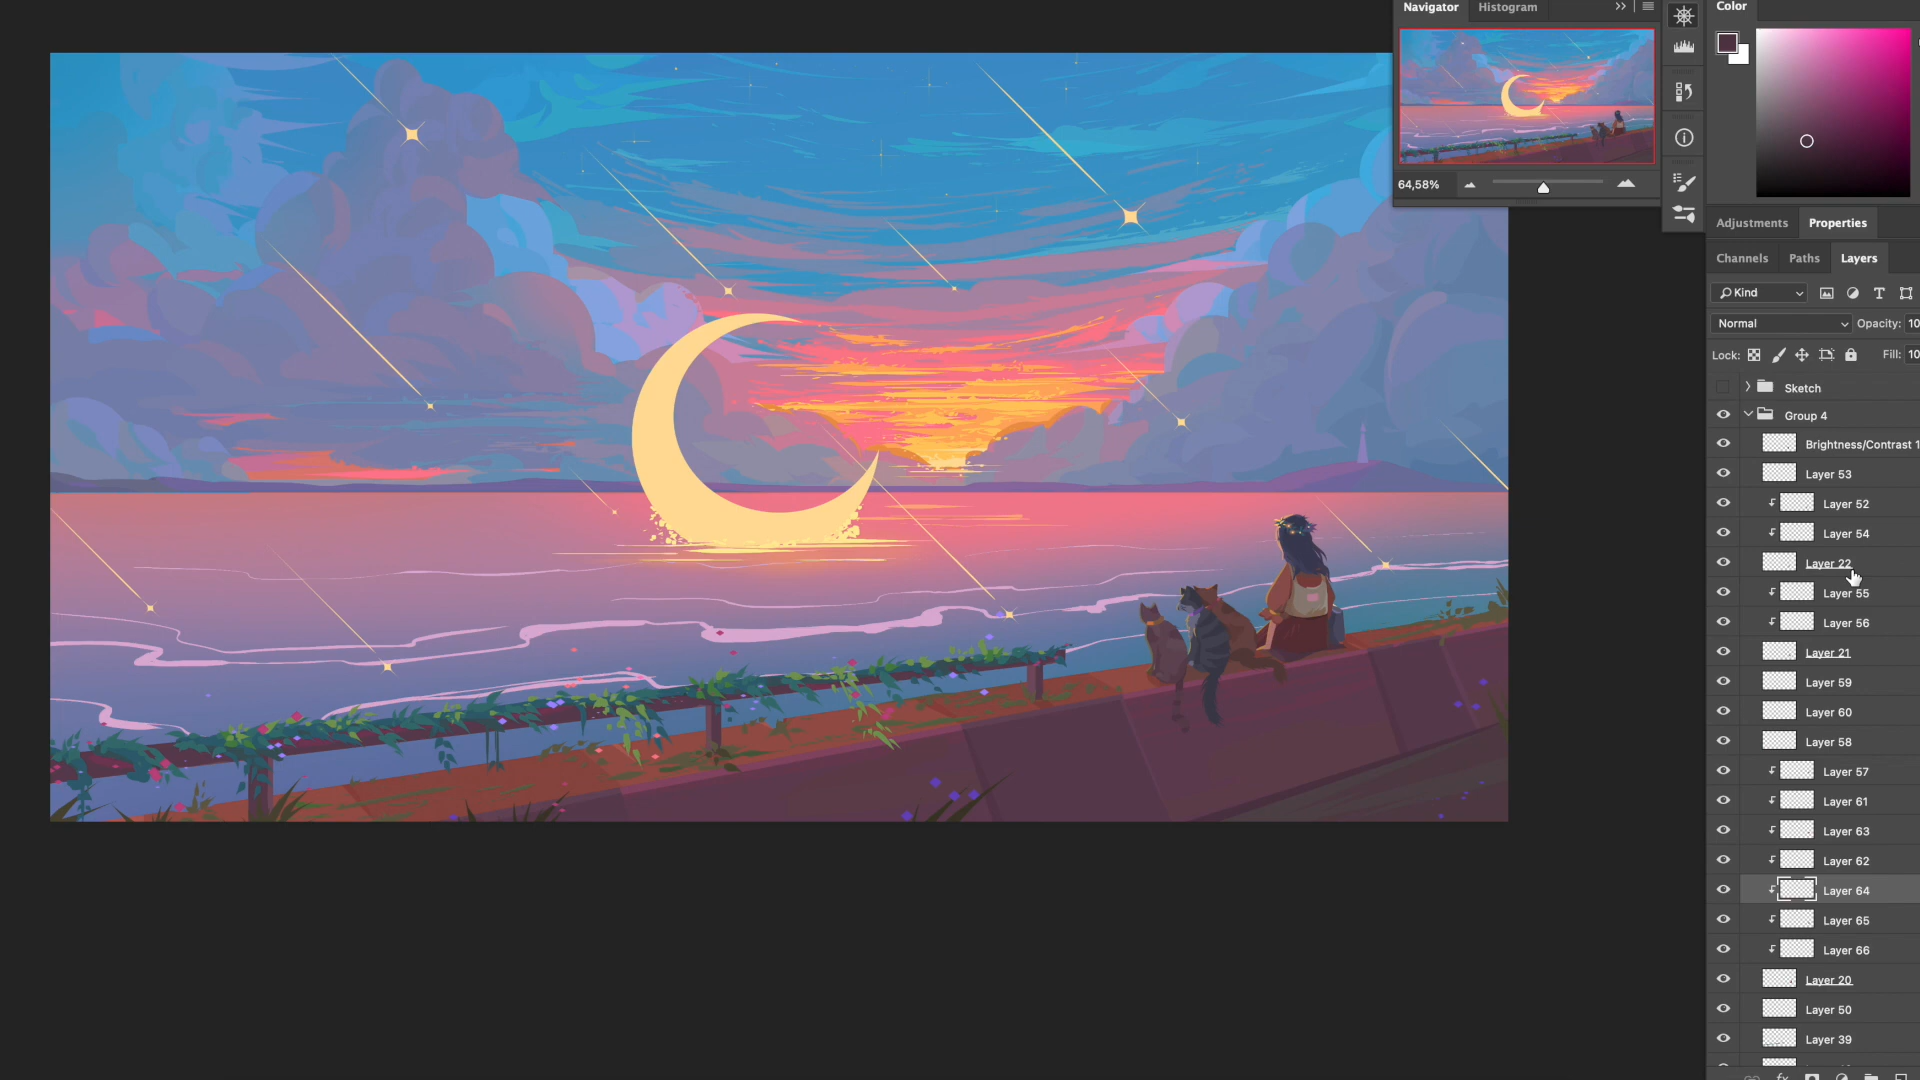 Navigator Histogram
64,58%
Color
Adjustments Properties
Channels Paths Layers
Kind
Normal Opacity: 10
Lock: Fill: 10
Sketch
Group 4
Brightness/Contrast 1
Layer 53
Layer 52
Layer 54
Layer 22
Layer 55
Layer 56
Layer 21
Layer 59
Layer 60
Layer 58
Layer 57
Layer 61
Layer 63
Layer 62
Layer 64
Layer 65
Layer 66
Layer 20
Layer 50
Layer 39
fx